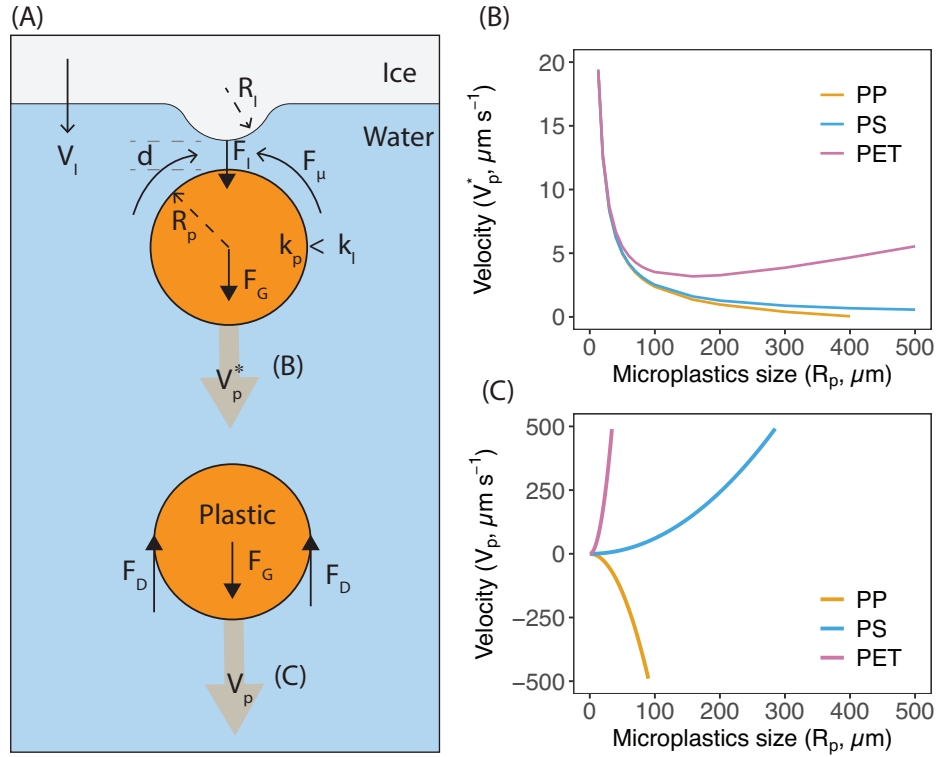 (A)
Ice
R_I
Water
V_I
d
F_I
F_μ
R_p
k_p < k_I
F_G
V_p^*
(B)
Plastic
F_D
F_G
F_D
V_p
(C)
(B)
Velocity (V_p^*, μm s⁻¹)
20
15
10
5
0
PP
PS
PET
0 100 200 300 400 500
Microplastics size (R_p, μm)
(C)
Velocity (V_p, μm s⁻¹)
500
250
0
−250
−500
PP
PS
PET
0 100 200 300 400 500
Microplastics size (R_p, μm)